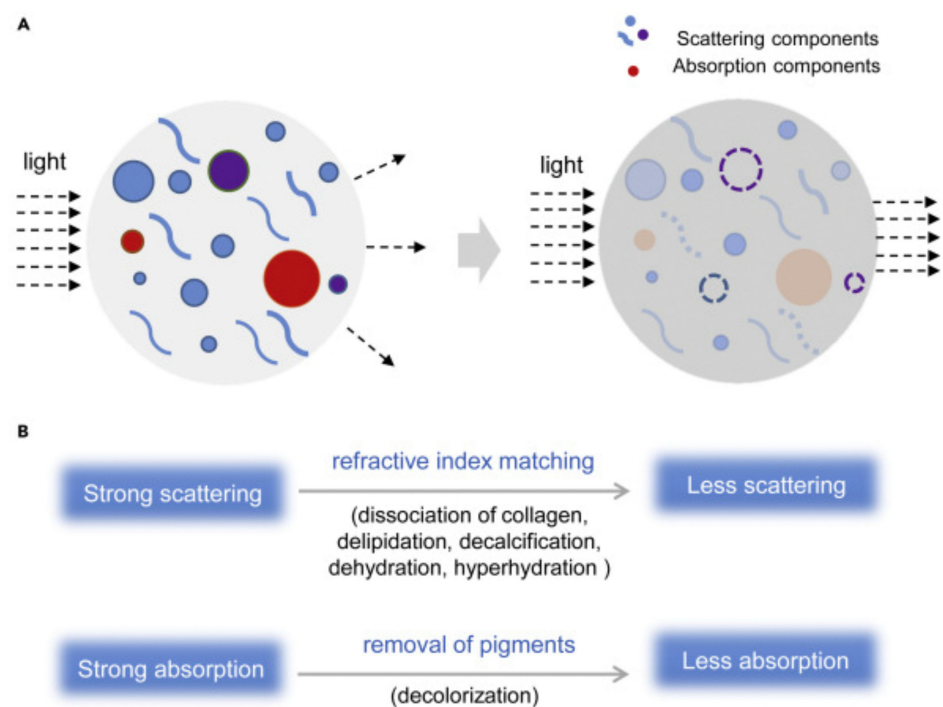 A
Scattering components
Absorption components
light
light
B
refractive index matching
Strong scattering
Less scattering
(dissociation of collagen,
delipidation, decalcification,
dehydration, hyperhydration )
removal of pigments
Strong absorption
Less absorption
(decolorization)